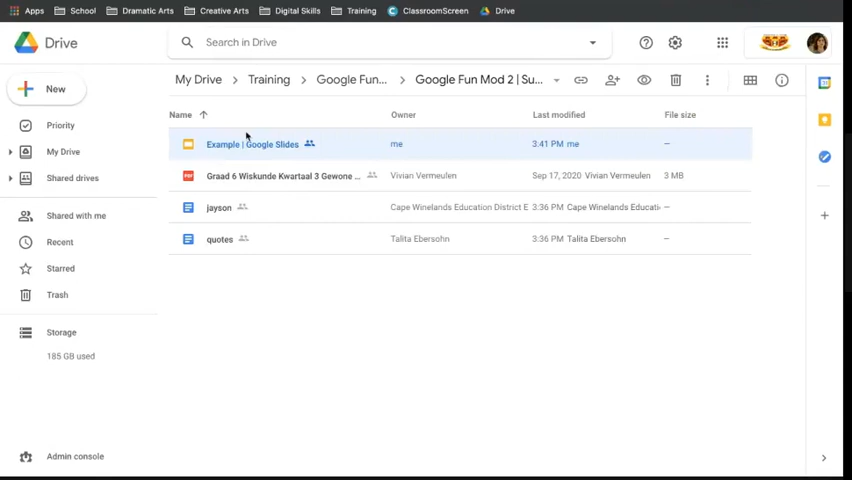 Apps School Dramatic Arts Creative Arts Digital Skills Training ClassroomScreen Drive
Drive Search in Drive
New My Drive Training Google Fun... Google Fun Mod 2 | Su...
Name Owner Last modified File size
Priority
My Drive
Shared drives
Shared with me
Recent
Starred
Trash
Storage
185 GB used
Admin console
Example | Google Slides me 3:41 PM me –
PDF Graad 6 Wiskunde Kwartaal 3 Gewone ... Vivian Vermeulen Sep 17, 2020 Vivian Vermeulen 3 MB
jayson Cape Winelands Education District E 3:36 PM Cape Winelands Educati
quotes Talita Ebersohn 3:36 PM Talita Ebersohn –